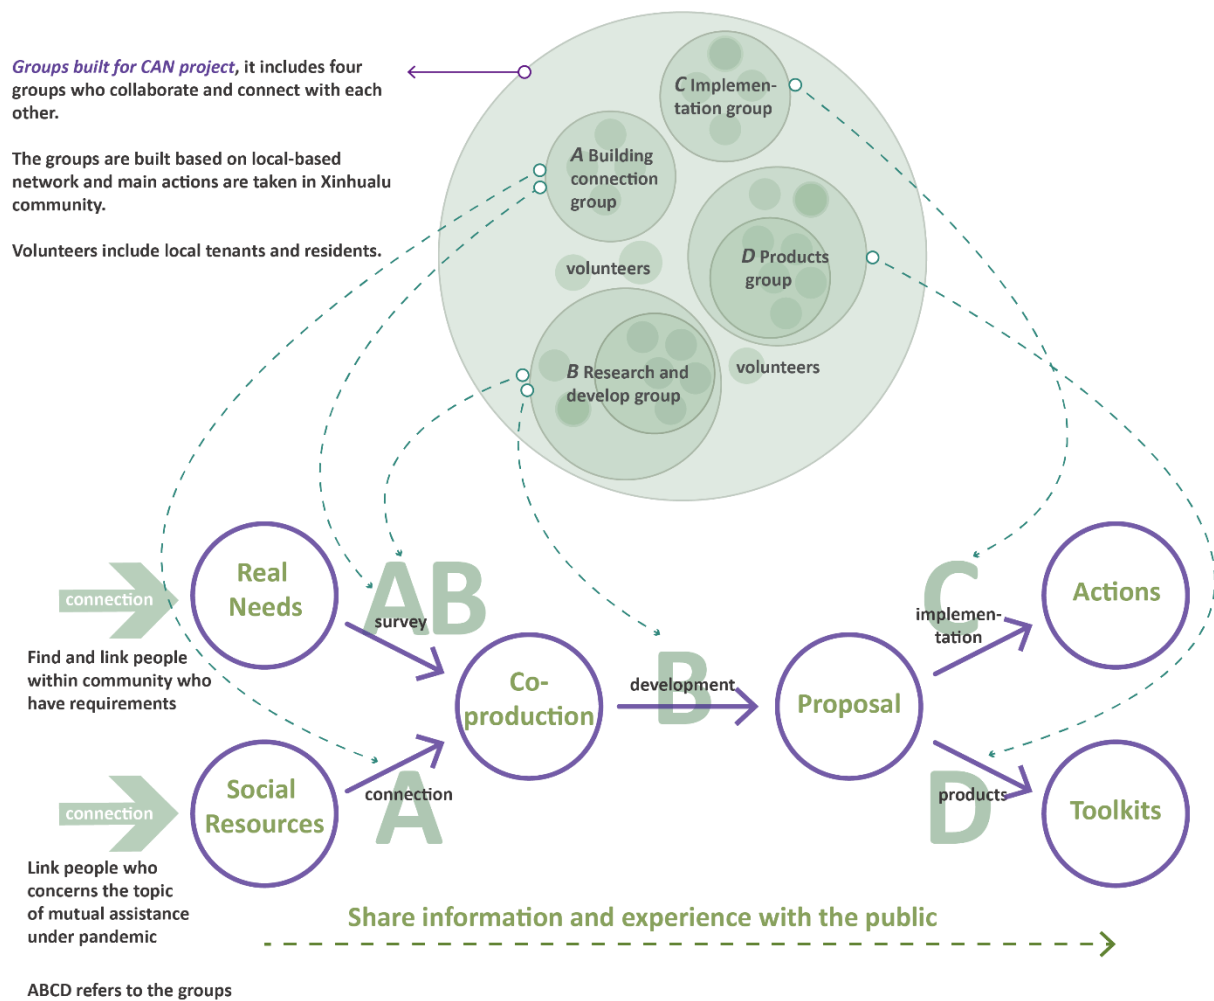 Groups built for CAN project, it includes four
groups who collaborate and connect with each
other.
The groups are built based on local-based
network and main actions are taken in Xinhualu
community.
Volunteers include local tenants and residents.
C Implemen-
tation group
A Building
connection
group
D Products
group
volunteers
B Research and
develop group
volunteers
connection
Real
Needs
AB
survey
Find and link people
within community who
have requirements
Co-
production
B
development
Proposal
C
implemen-
tation
Actions
connection
Social
Resources
A
connection
D
products
Toolkits
Link people who
concerns the topic
of mutual assistance
under pandemic
Share information and experience with the public
ABCD refers to the groups